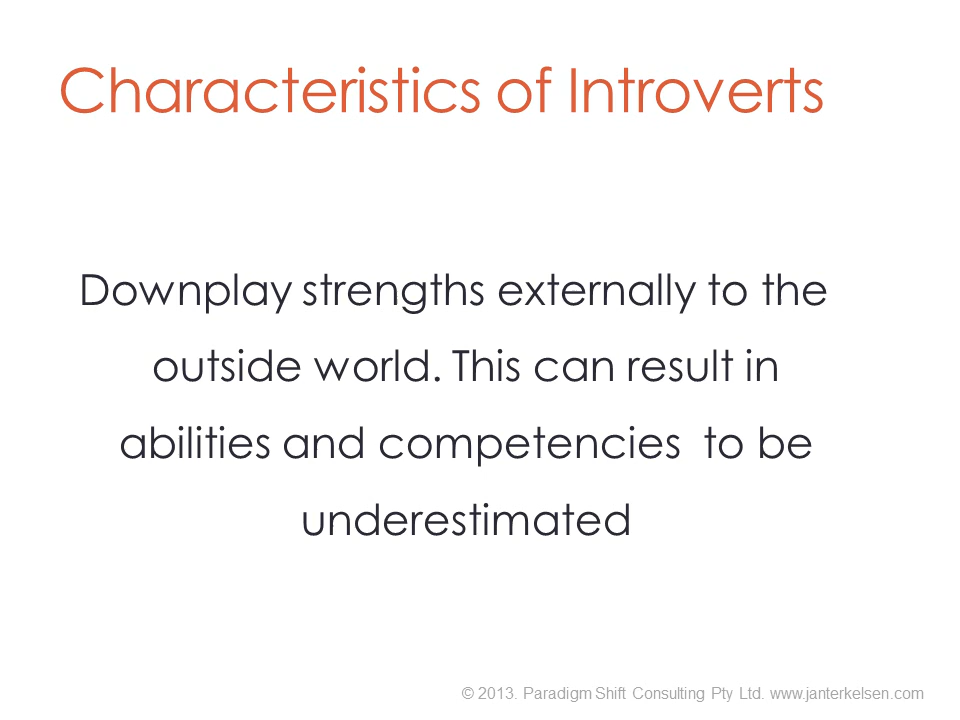 Characteristics of Introverts
Downplay strengths externally to the
outside world. This can result in
abilities and competencies  to be
underestimated
© 2013. Paradigm Shift Consulting Pty Ltd. www.janterkelsen.com